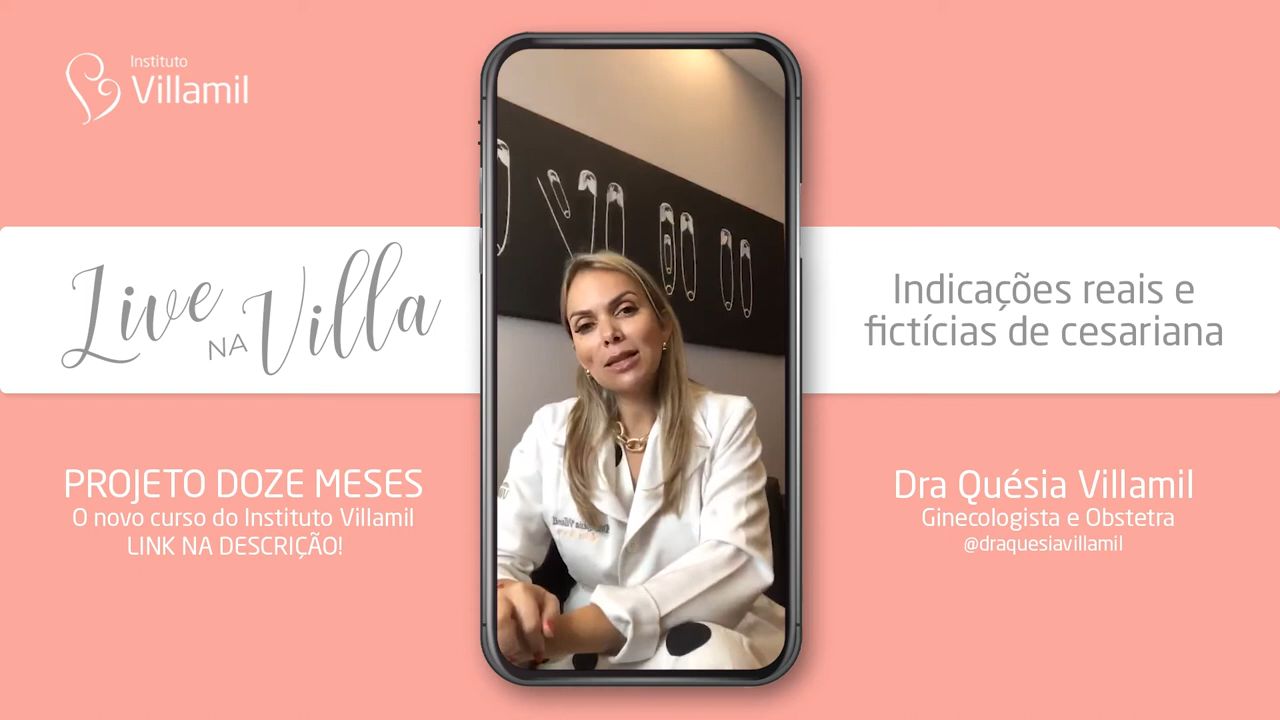 Instituto
Villamil
Live NA Villa
Indicações reais e
fictícias de cesariana
PROJETO DOZE MESES
O novo curso do Instituto Villamil
LINK NA DESCRIÇÃO!
Dra Quésia Villamil
Ginecologista e Obstetra
@draquesiavillamil